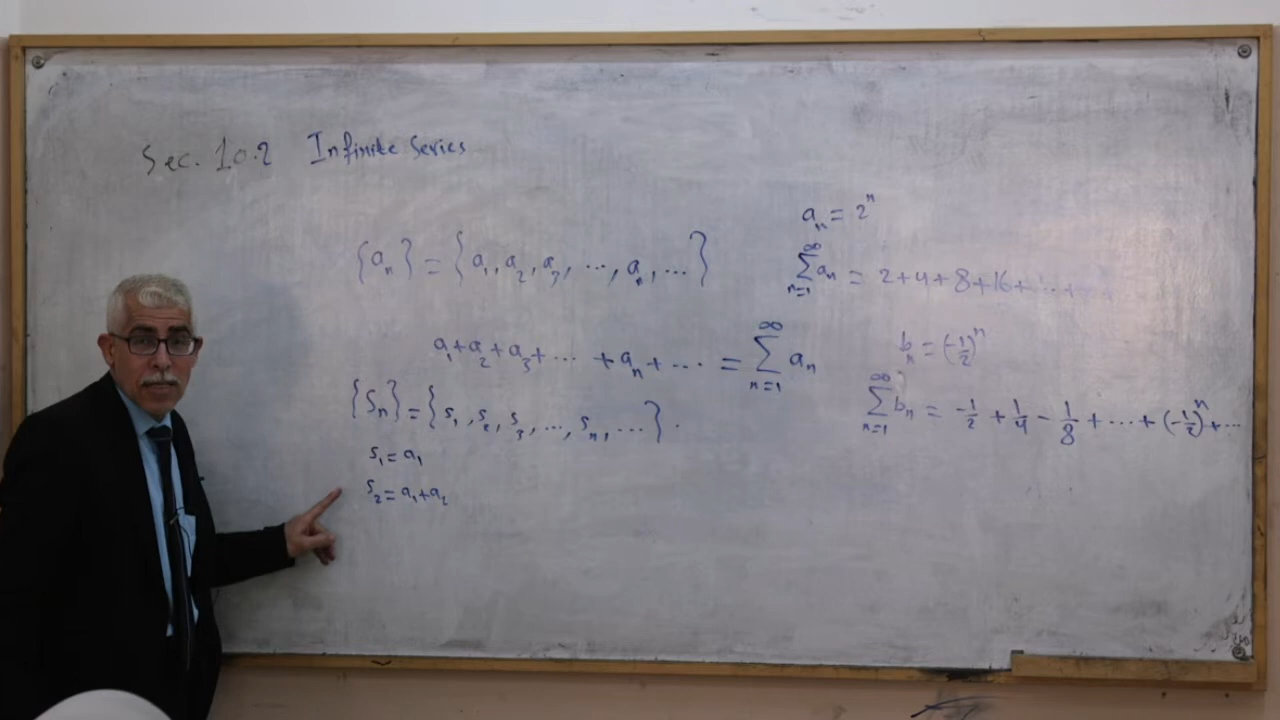 Sec. 10.2 Infinite Series
{aₙ} = {a₁, a₂, a₃, ..., aₙ, ...}
a₁+a₂+a₃+ ... +aₙ+ ... = ∑_{n=1}^{∞} aₙ
{Sₙ} = {s₁, s₂, s₃, ..., sₙ, ...}.
s₁ = a₁
s₂ = a₁+a₂
aₙ = 2ⁿ
∑_{n=1}^{∞} aₙ = 2+4+8+16+ ... +
bₙ = (-1/2)ⁿ
∑_{n=1}^{∞} bₙ = -1/2 + 1/4 - 1/8 + ... + (-1/2)ⁿ + ...